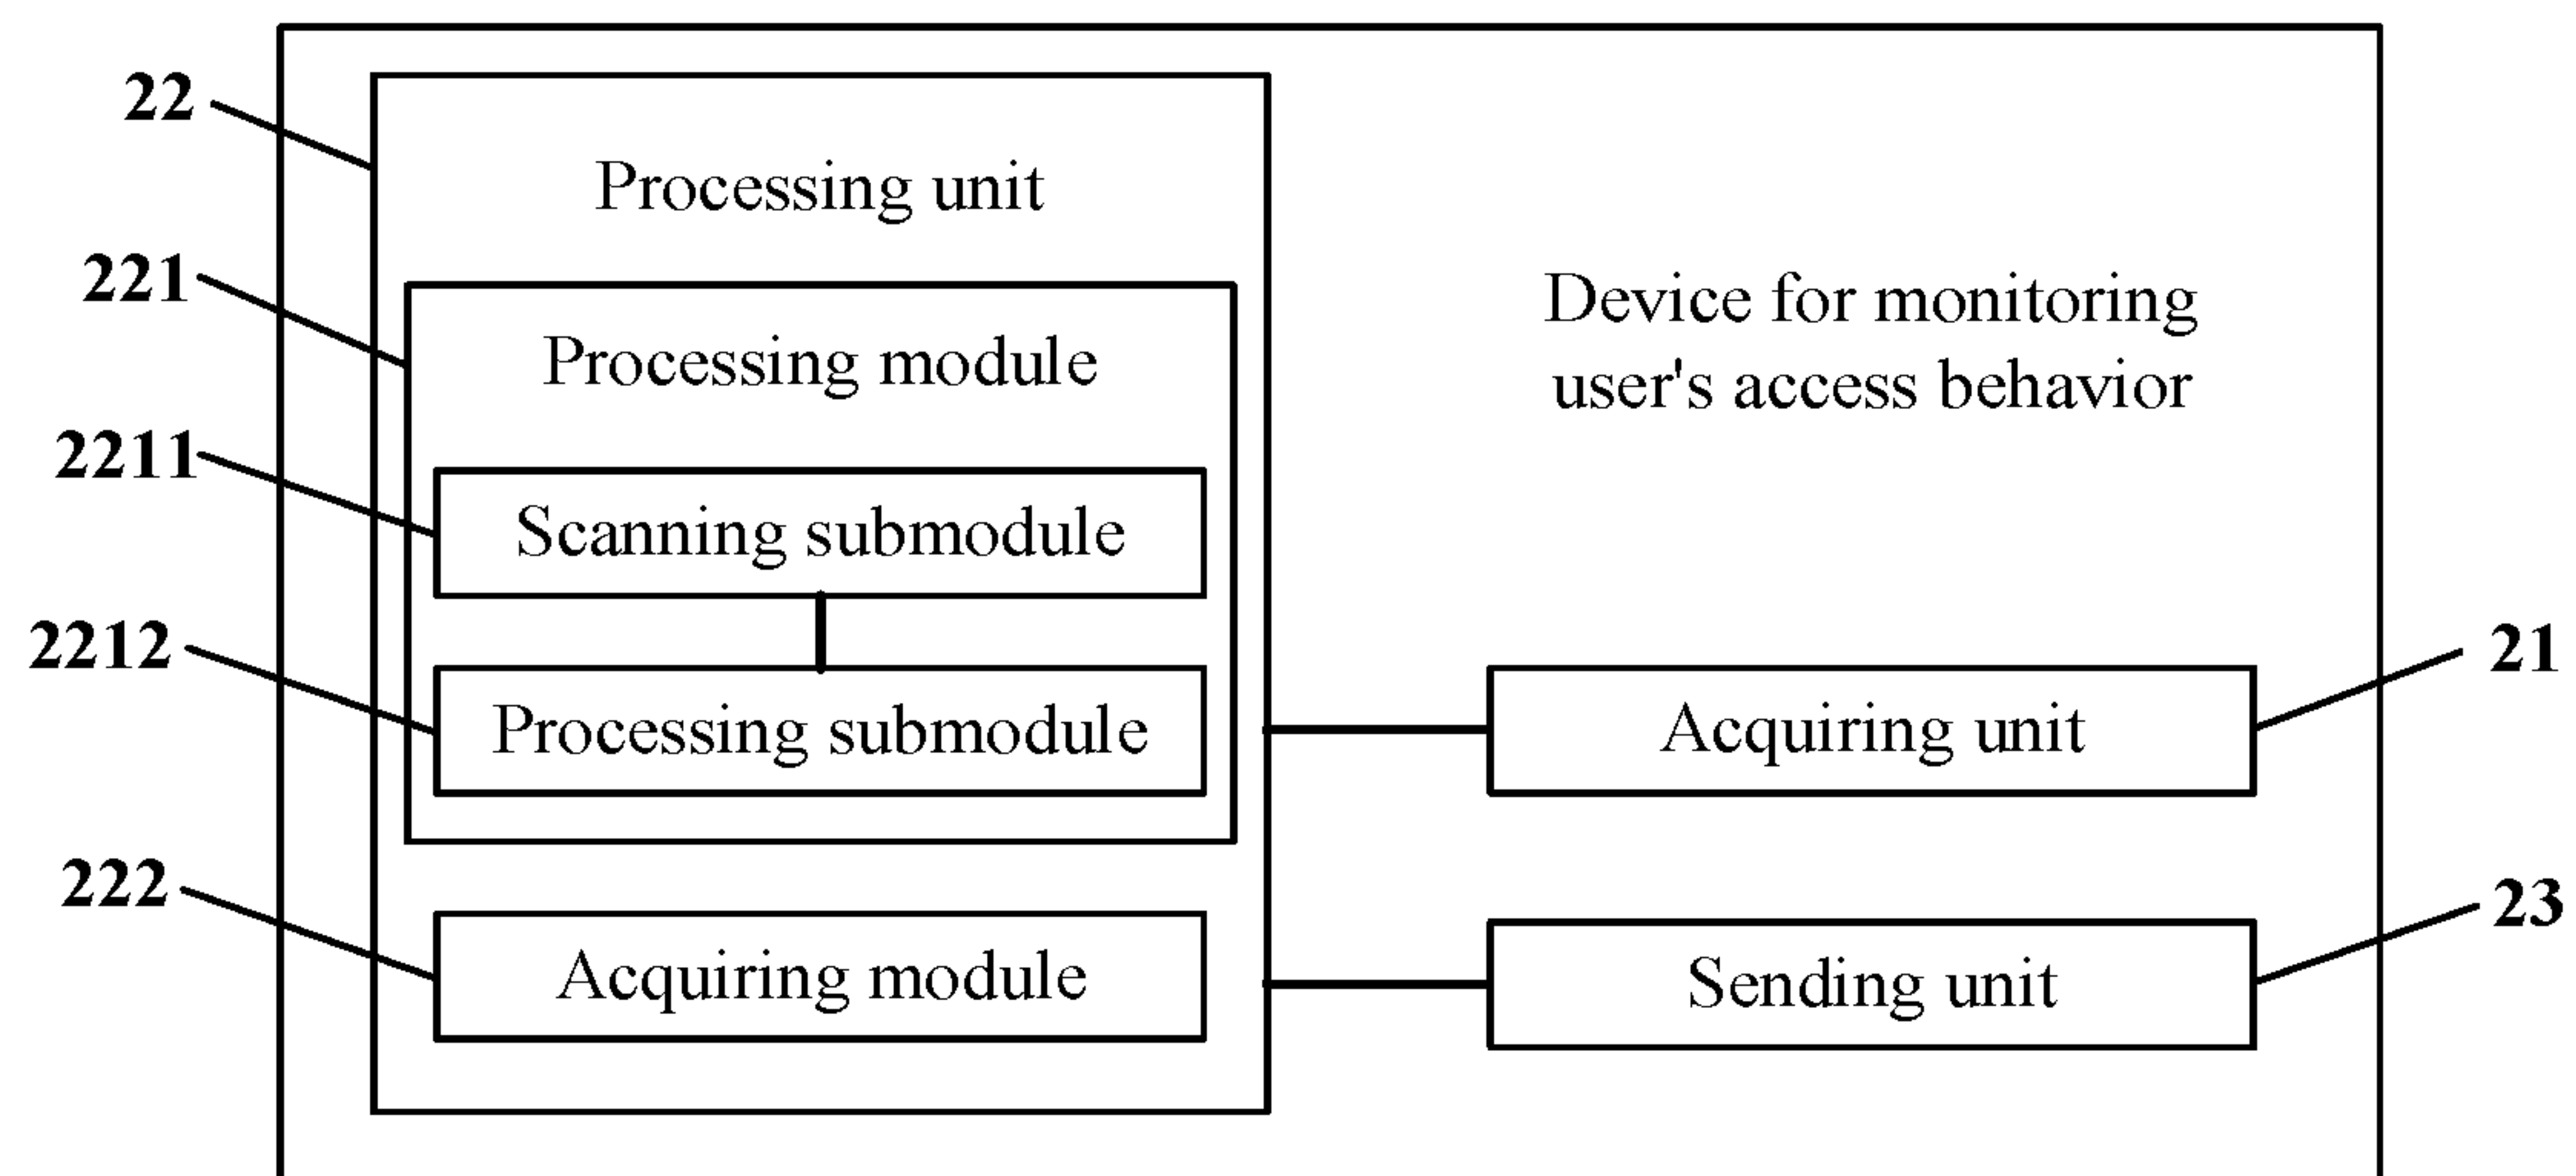 22
Processing unit
221
Processing module
Device for monitoring
user's access behavior
2211
Scanning submodule
2212
Processing submodule
21
Acquiring unit
222
Acquiring module
23
Sending unit